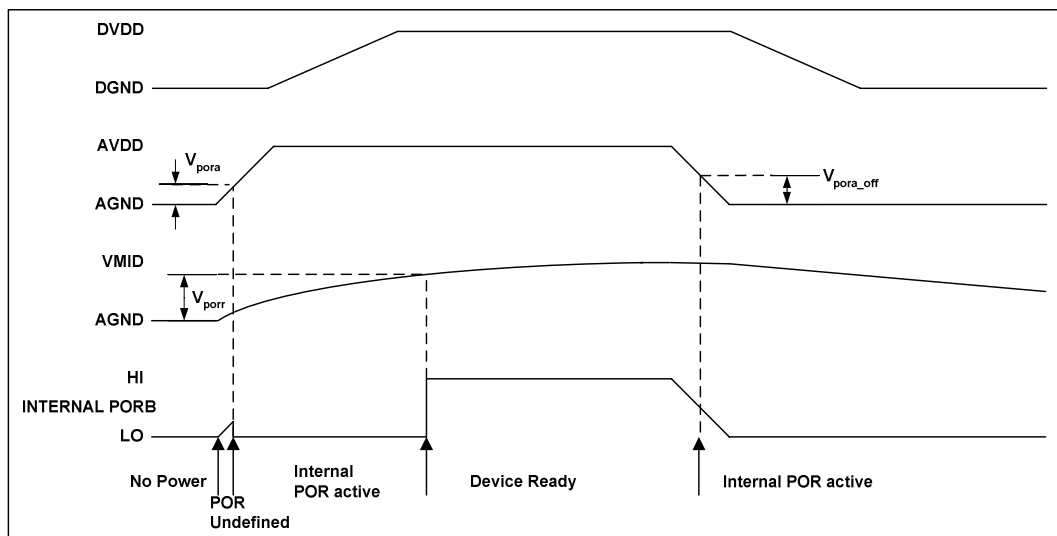 DVDD
DGND
AVDD
Vpora
Vpora_off
AGND
VMID
Vporr
AGND
HI
INTERNAL PORB
LO
No Power
POR
Undefined
Internal
POR active
Device Ready
Internal POR active